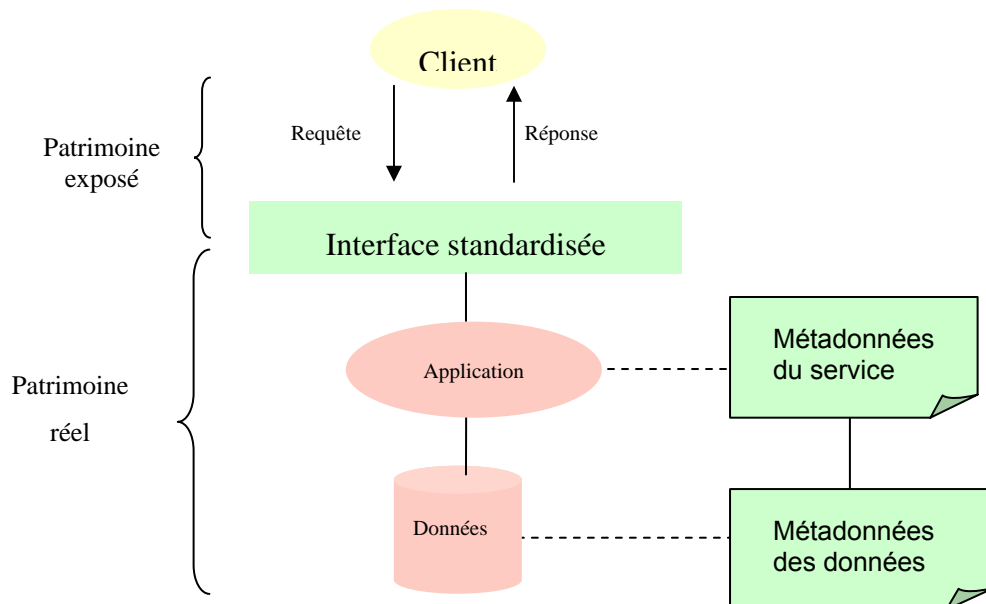 Client
Requête
Réponse
Patrimoine
exposé
Interface standardisée
Métadonnées
du service
Application
Patrimoine
réel
Données
Métadonnées
des données